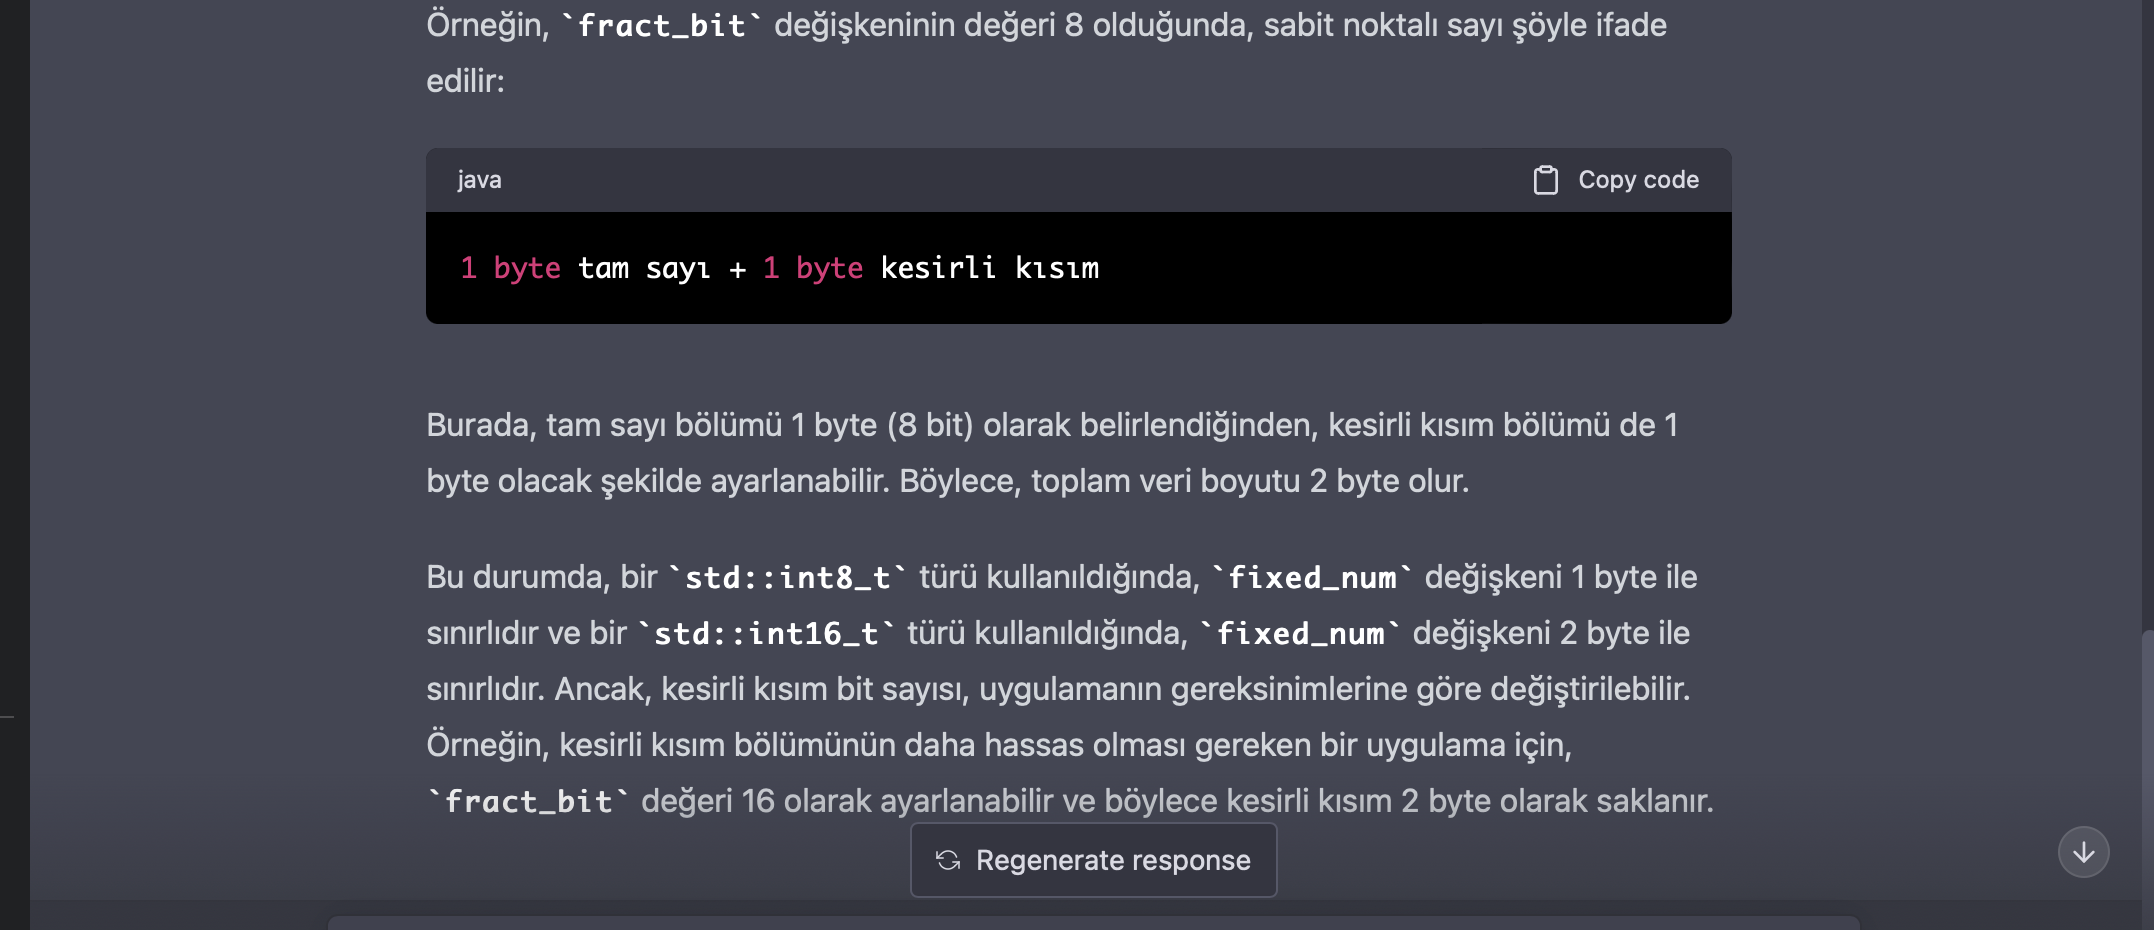 Örneğin, `fract_bit` değişkeninin değeri 8 olduğunda, sabit noktalı sayı şöyle ifade
edilir:
java
Copy code
1 byte tam sayı + 1 byte kesirli kısım
Burada, tam sayı bölümü 1 byte (8 bit) olarak belirlendiğinden, kesirli kısım bölümü de 1
byte olacak şekilde ayarlanabilir. Böylece, toplam veri boyutu 2 byte olur.
Bu durumda, bir `std::int8_t` türü kullanıldığında, `fixed_num` değişkeni 1 byte ile
sınırlıdır ve bir `std::int16_t` türü kullanıldığında, `fixed_num` değişkeni 2 byte ile
sınırlıdır. Ancak, kesirli kısım bit sayısı, uygulamanın gereksinimlerine göre değiştirilebilir.
Örneğin, kesirli kısım bölümünün daha hassas olması gereken bir uygulama için,
`fract_bit` değeri 16 olarak ayarlanabilir ve böylece kesirli kısım 2 byte olarak saklanır.
Regenerate response